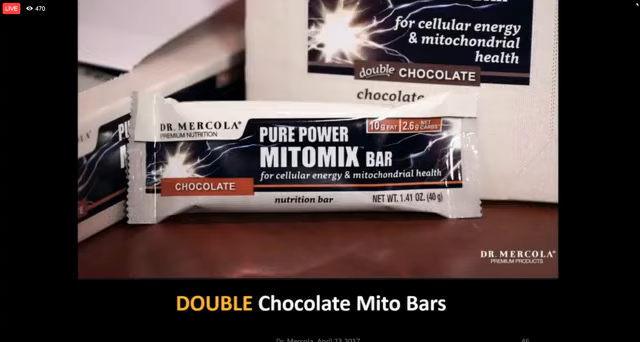 LIVE 470
for cellular energy
& mitochondrial
health
double CHOCOLATE
chocolate
DR. MERCOLA®
PREMIUM NUTRITION
PURE POWER
10g FAT 2.6g NET CARBS
MITOMIX BAR
for cellular energy & mitochondrial health
CHOCOLATE
nutrition bar
NET WT. 1.41 OZ. (40 g)
DR. MERCOLA®
PREMIUM PRODUCTS
DOUBLE Chocolate Mito Bars
Dr. Mercola, April 23 2017
46